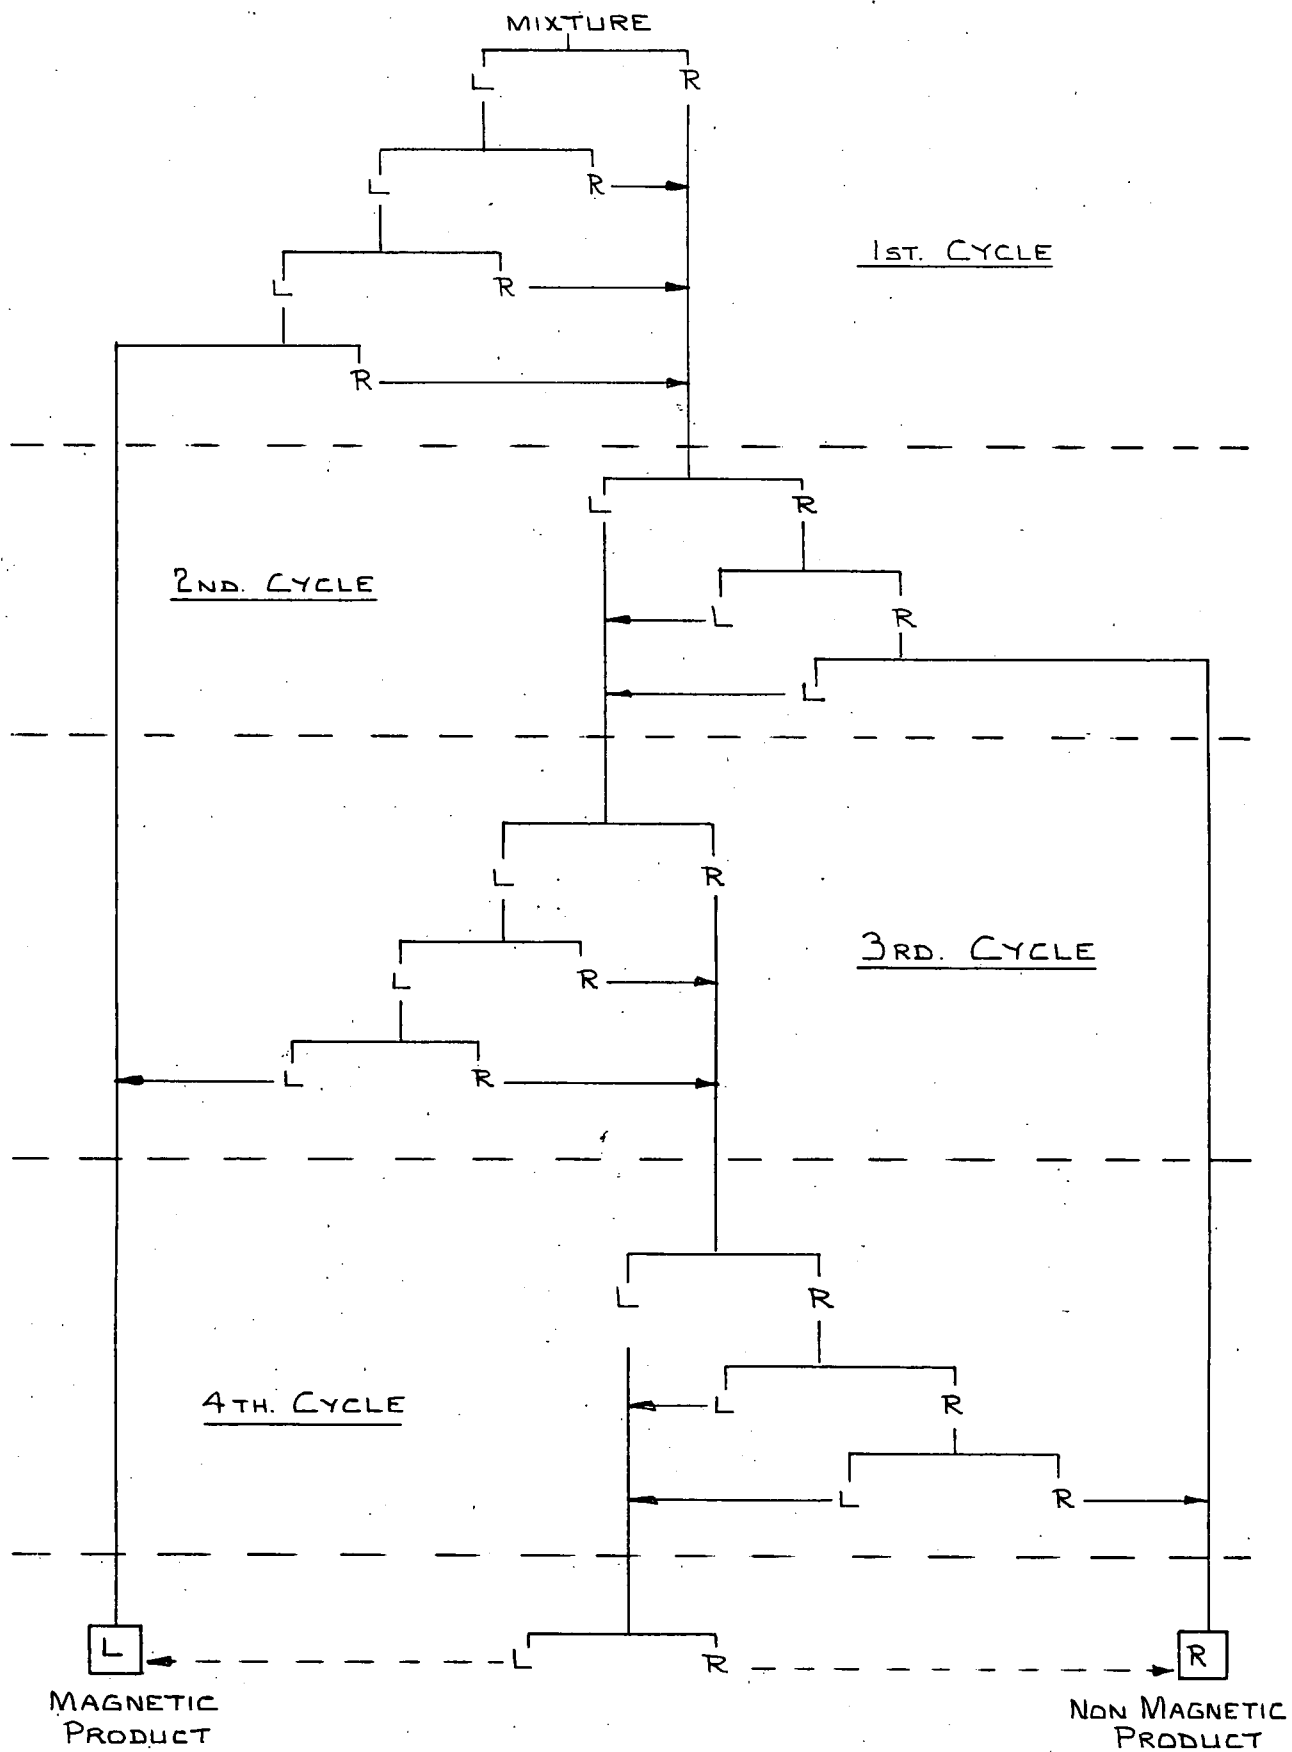 MIXTURE
L R
L R
L R
1ST. CYCLE
L
R
L R
2ND. CYCLE
L R
L
L R
3RD. CYCLE
L R
L R
L R
4TH. CYCLE
L R
L R
L L R R
MAGNETIC
PRODUCT
NON MAGNETIC
PRODUCT